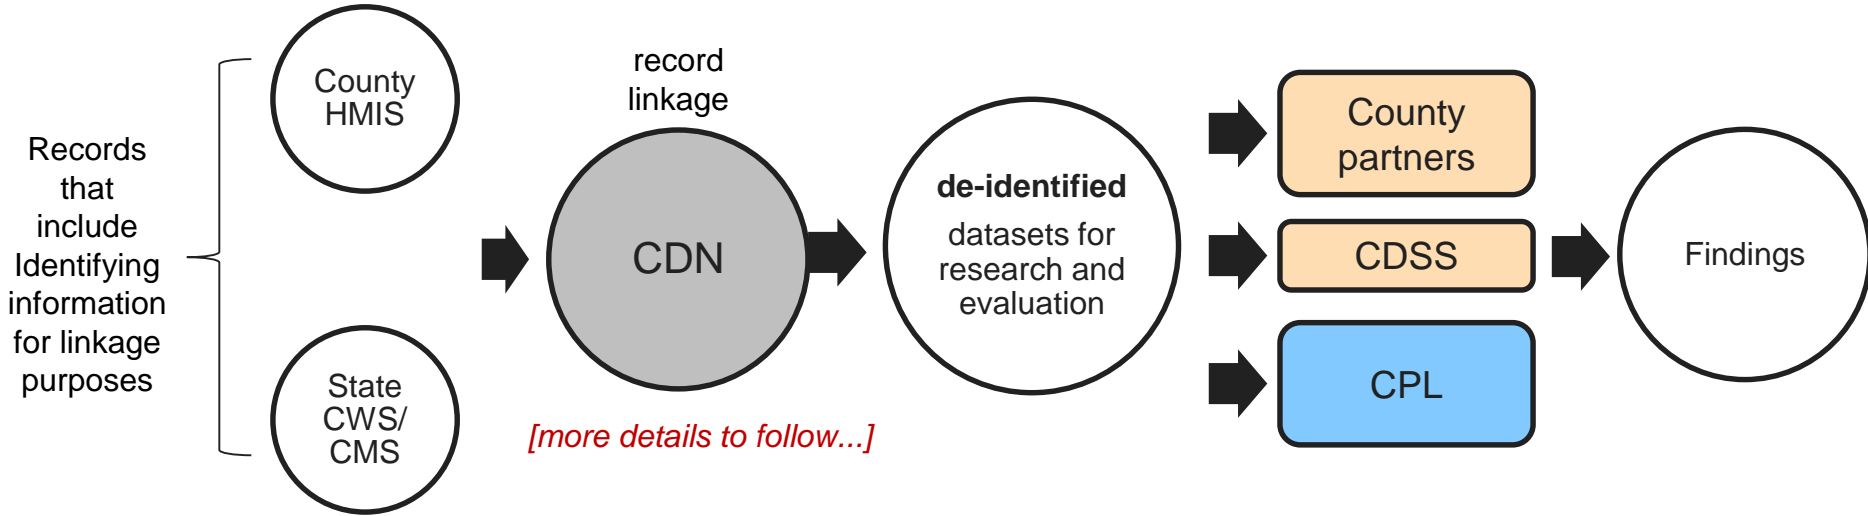 Records
that
include
Identifying
information
for linkage
purposes
County
HMIS
State
CWS/
CMS
record
linkage
CDN
[more details to follow...]
de-identified
datasets for
research and
evaluation
County
partners
CDSS
CPL
Findings